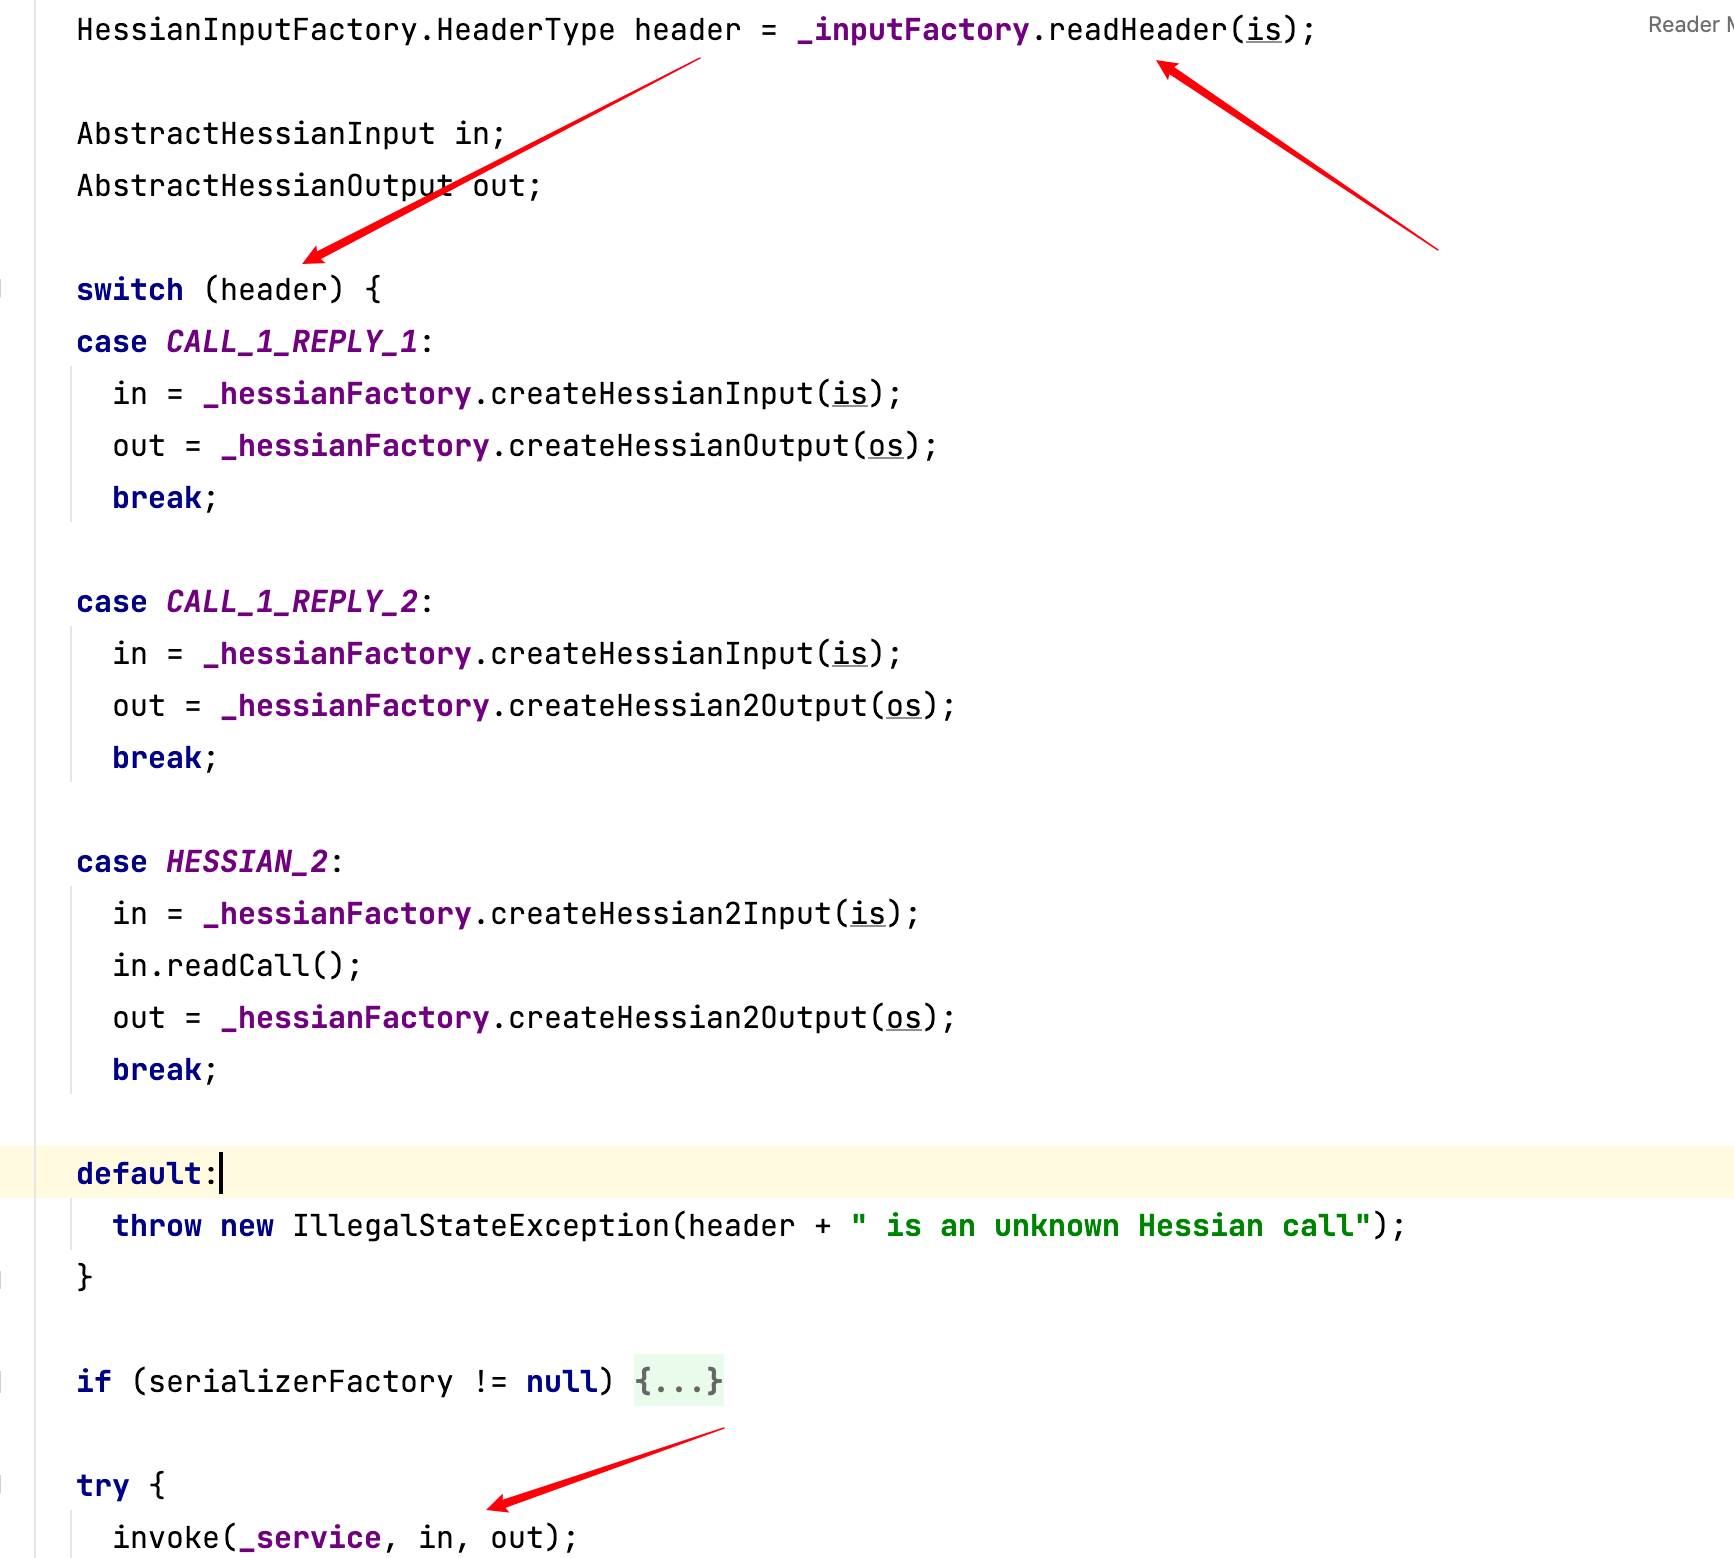 HessianInputFactory.HeaderType header = _inputFactory.readHeader(is);
Reader M
AbstractHessianInput in;
AbstractHessianOutput out;
switch (header) {
case CALL_1_REPLY_1:
in = _hessianFactory.createHessianInput(is);
out = _hessianFactory.createHessianOutput(os);
break;
case CALL_1_REPLY_2:
in = _hessianFactory.createHessianInput(is);
out = _hessianFactory.createHessian2Output(os);
break;
case HESSIAN_2:
in = _hessianFactory.createHessian2Input(is);
in.readCall();
out = _hessianFactory.createHessian2Output(os);
break;
default:
throw new IllegalStateException(header + " is an unknown Hessian call");
}
if (serializerFactory != null) {...}
try {
invoke(_service, in, out);